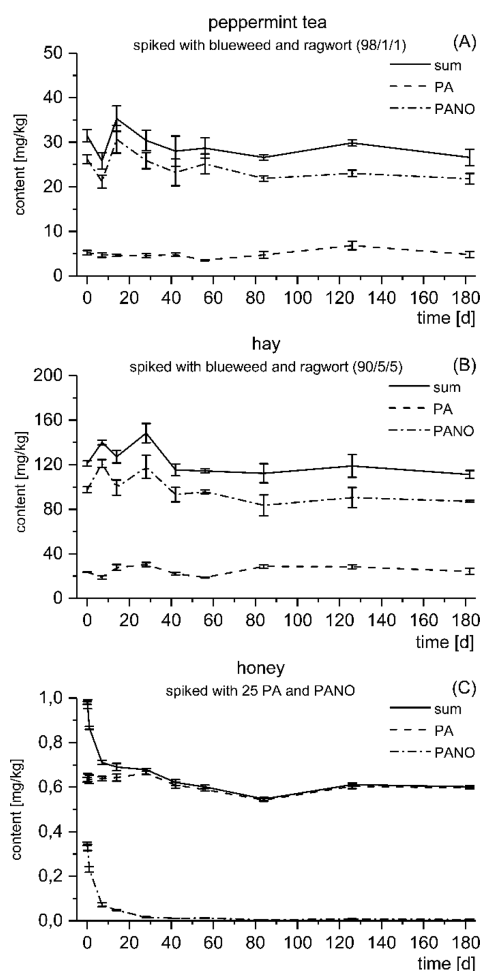 peppermint tea
spiked with blueweed and ragwort (98/1/1)
(A)
sum
PA
PANO
content [mg/kg]
50
40
30
20
10
0
0 20 40 60 80 100 120 140 160 180
time [d]
hay
spiked with blueweed and ragwort (90/5/5)
(B)
sum
PA
PANO
content [mg/kg]
200
160
120
80
40
0
0 20 40 60 80 100 120 140 160 180
time [d]
honey
spiked with 25 PA and PANO
(C)
sum
PA
PANO
content [mg/kg]
1,0
0,8
0,6
0,4
0,2
0,0
0 20 40 60 80 100 120 140 160 180
time [d]